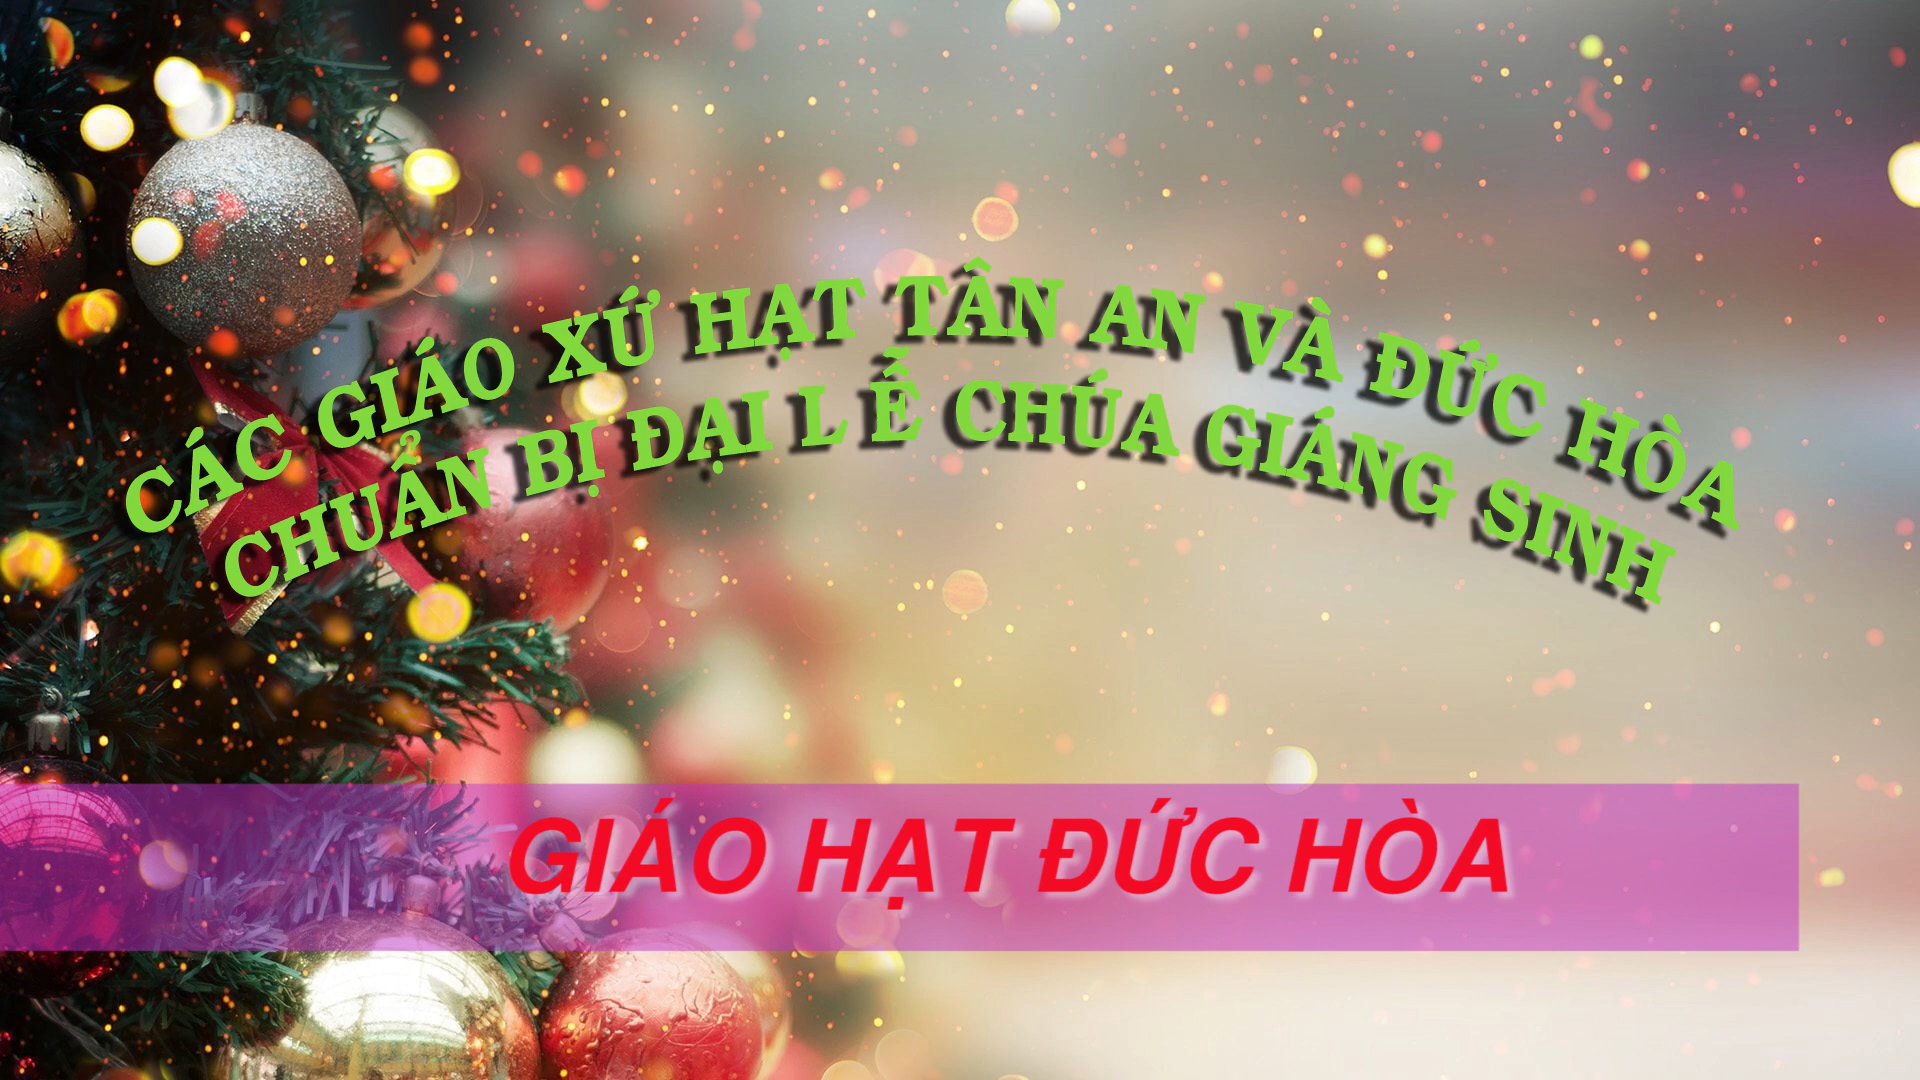 CÁC GIÁO XỨ HẠT TÂN AN VÀ ĐỨC HÒA
CHUẨN BỊ ĐẠI LỄ CHÚA GIÁNG SINH
GIÁO HẠT ĐỨC HÒA